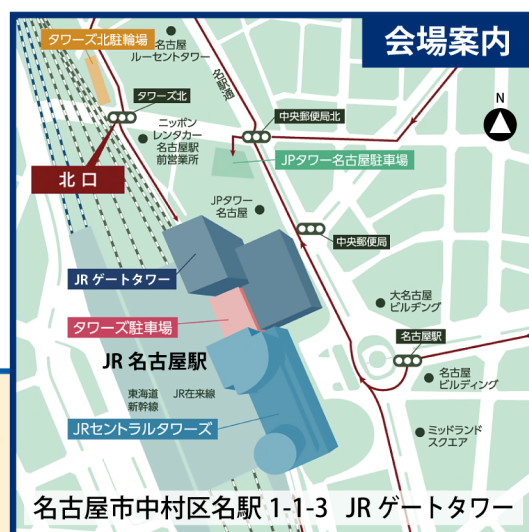 会場案内
タワーズ北駐輪場
名古屋
ルーセントタワー
名駅通
N
タワーズ北
中央郵便局北
ニッポン
レンタカー
名古屋駅
前営業所
JPタワー名古屋駐車場
北口
JPタワー
名古屋
中央郵便局
JRゲートタワー
大名古屋
ビルヂング
タワーズ駐車場
名古屋駅
JR 名古屋駅
名古屋
ビルディング
東海道
新幹線
JR在来線
JRセントラルタワーズ
ミッドランド
スクエア
名古屋市中村区名駅 1-1-3 JR ゲートタワー